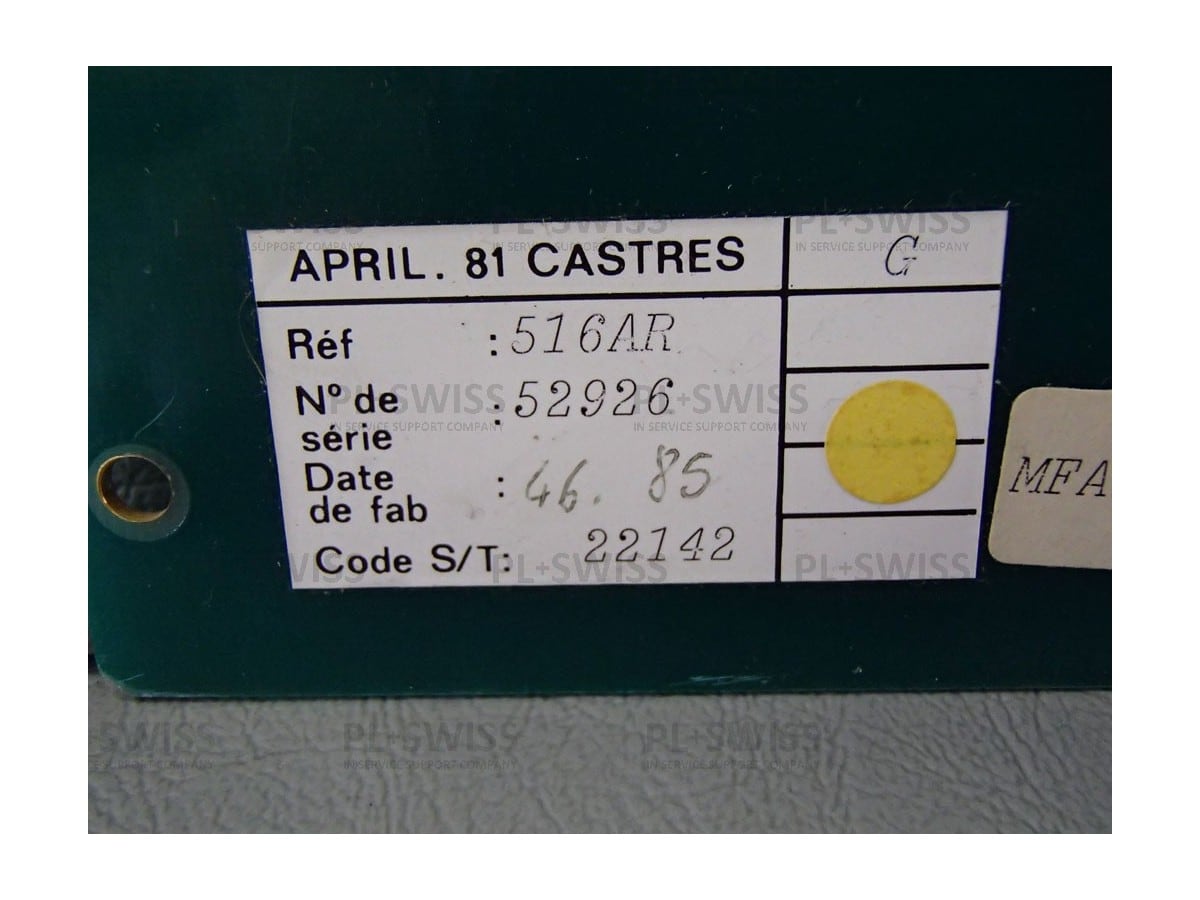 APRIL. 81 CASTRES G
Réf : 516AR
N° de série : 52926
Date de fab : 46. 85
Code S/T: 22142
MFA
PL+SWISS
IN SERVICE SUPPORT COMPANY